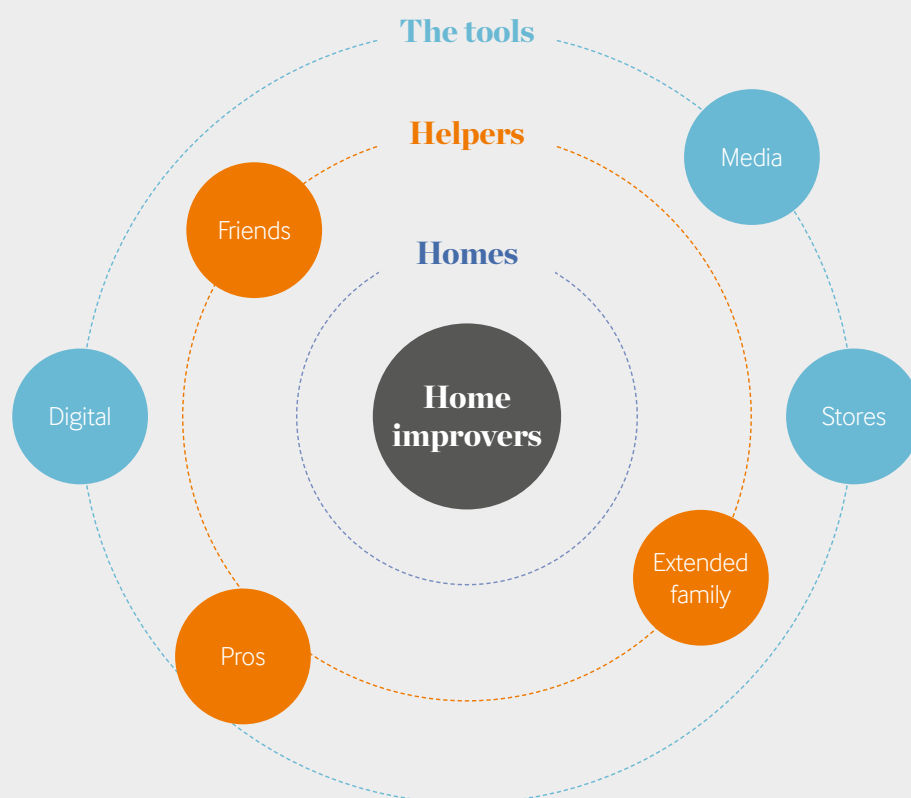 The tools
Helpers
Media
Friends
Homes
Home
improvers
Digital
Stores
Extended
family
Pros